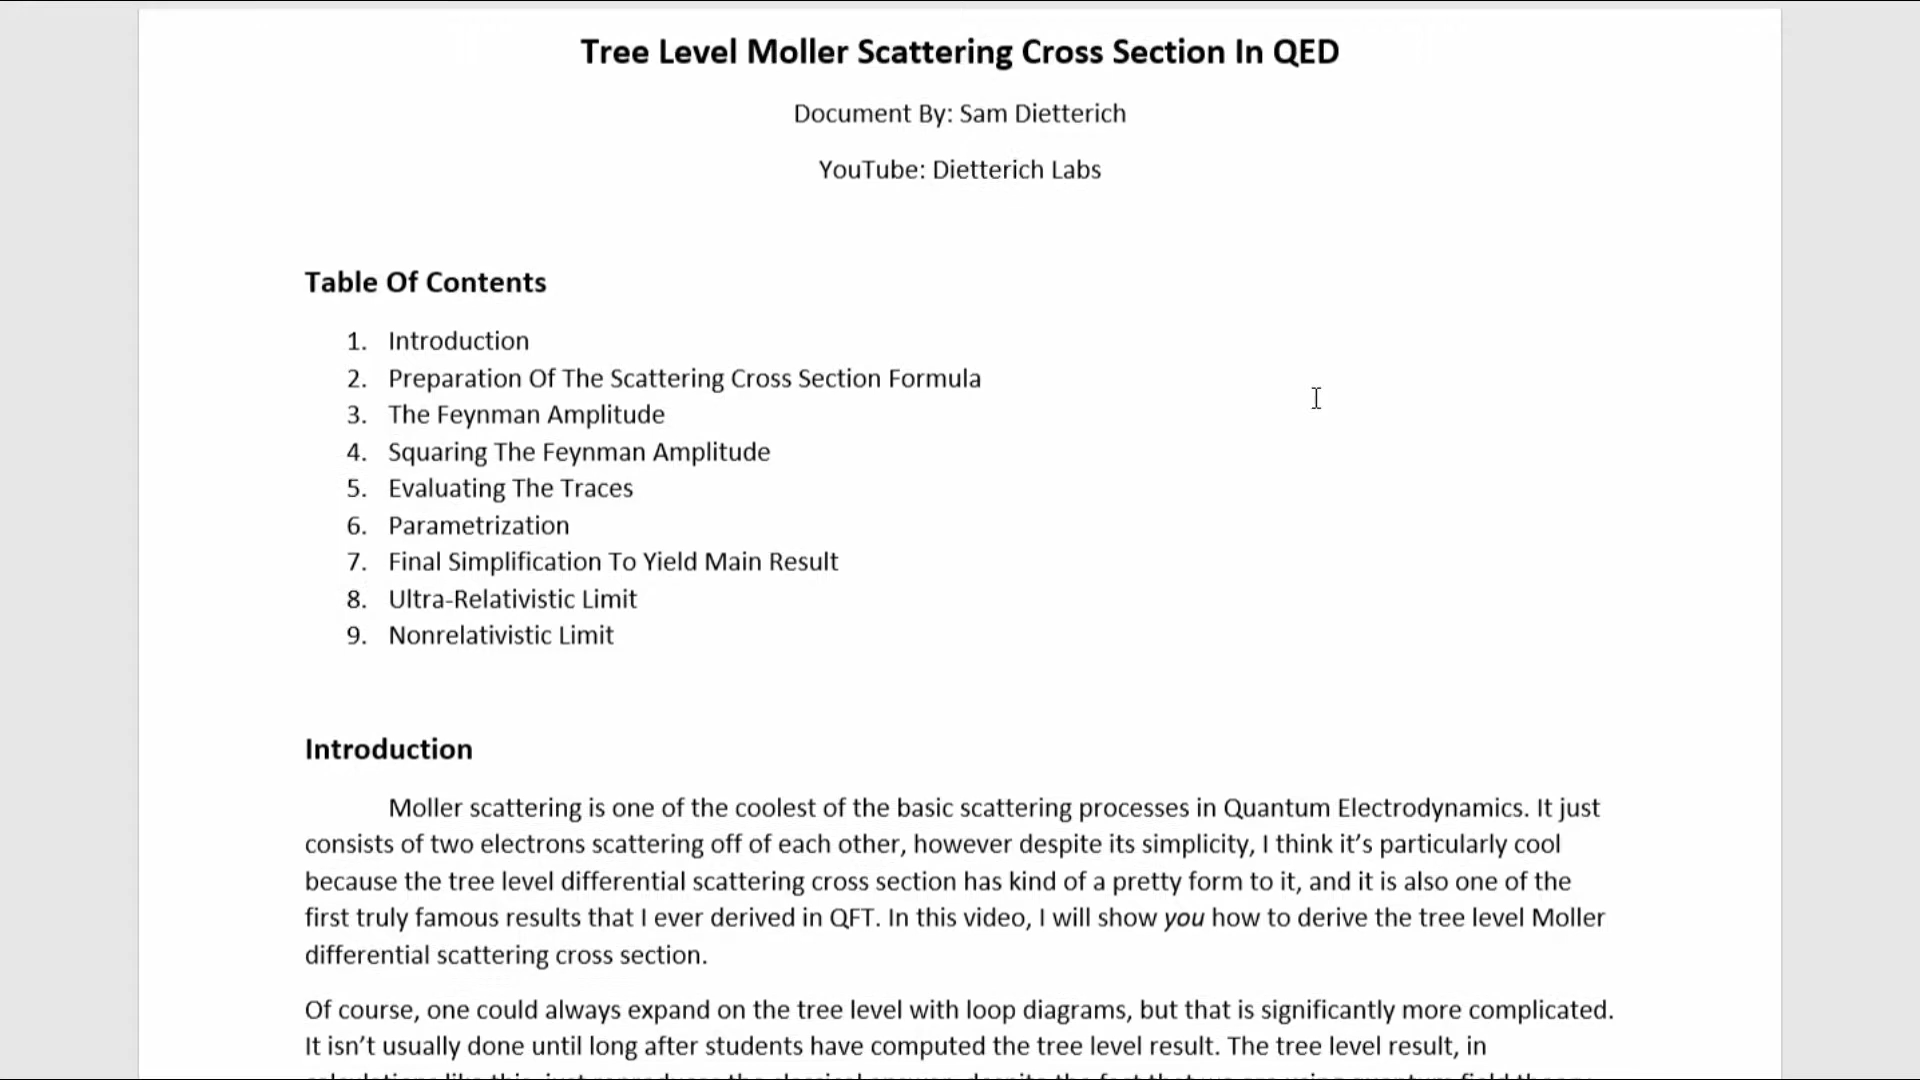 Tree Level Moller Scattering Cross Section In QED
Document By: Sam Dietterich
YouTube: Dietterich Labs
Table Of Contents
1. Introduction
2. Preparation Of The Scattering Cross Section Formula
3. The Feynman Amplitude
4. Squaring The Feynman Amplitude
5. Evaluating The Traces
6. Parametrization
7. Final Simplification To Yield Main Result
8. Ultra-Relativistic Limit
9. Nonrelativistic Limit
Introduction
Moller scattering is one of the coolest of the basic scattering processes in Quantum Electrodynamics. It just
consists of two electrons scattering off of each other, however despite its simplicity, I think it’s particularly cool
because the tree level differential scattering cross section has kind of a pretty form to it, and it is also one of the
first truly famous results that I ever derived in QFT. In this video, I will show you how to derive the tree level Moller
differential scattering cross section.
Of course, one could always expand on the tree level with loop diagrams, but that is significantly more complicated.
It isn’t usually done until long after students have computed the tree level result. The tree level result, in